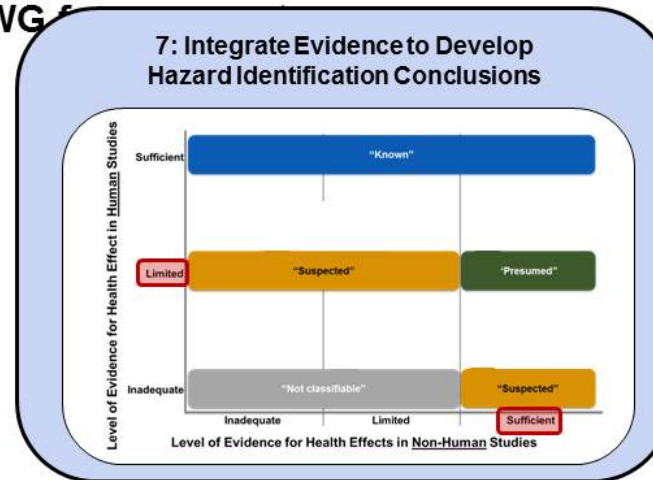 WG
7: Integrate Evidence to Develop
Hazard Identification Conclusions
Level of Evidence for Health Effect in Human Studies
Sufficient
"Known"
Limited
"Suspected"
'Presumed"
Inadequate
"Not classifiable"
"Suspected"
Inadequate
Limited
Sufficient
Level of Evidence for Health Effects in Non-Human Studies